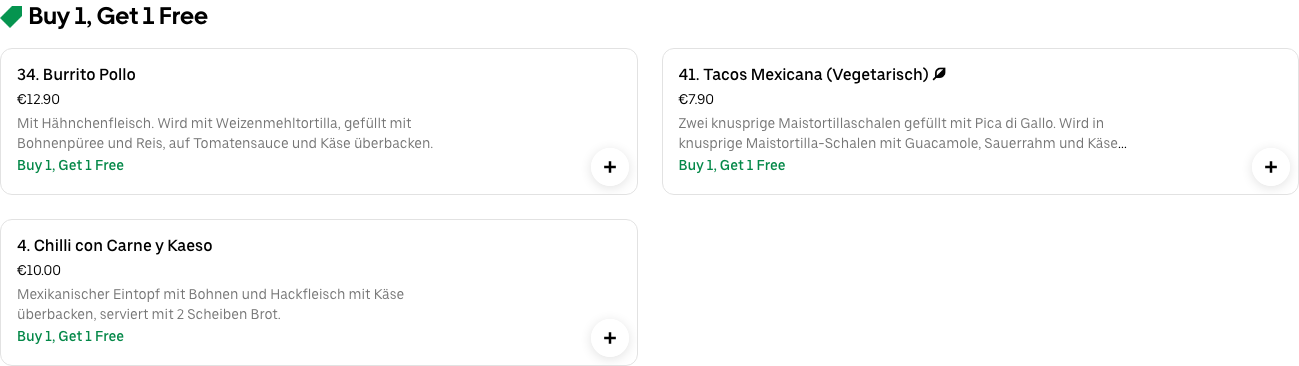 Buy 1, Get 1 Free
34. Burrito Pollo
€12.90
Mit Hähnchenfleisch. Wird mit Weizenmehltortilla, gefüllt mit
Bohnenpüree und Reis, auf Tomatensauce und Käse überbacken.
Buy 1, Get 1 Free
41. Tacos Mexicana (Vegetarisch)
€7.90
Zwei knusprige Maistortillaschalen gefüllt mit Pica di Gallo. Wird in
knusprige Maistortilla-Schalen mit Guacamole, Sauerrahm und Käse...
Buy 1, Get 1 Free
4. Chilli con Carne y Kaeso
€10.00
Mexikanischer Eintopf mit Bohnen und Hackfleisch mit Käse
überbacken, serviert mit 2 Scheiben Brot.
Buy 1, Get 1 Free